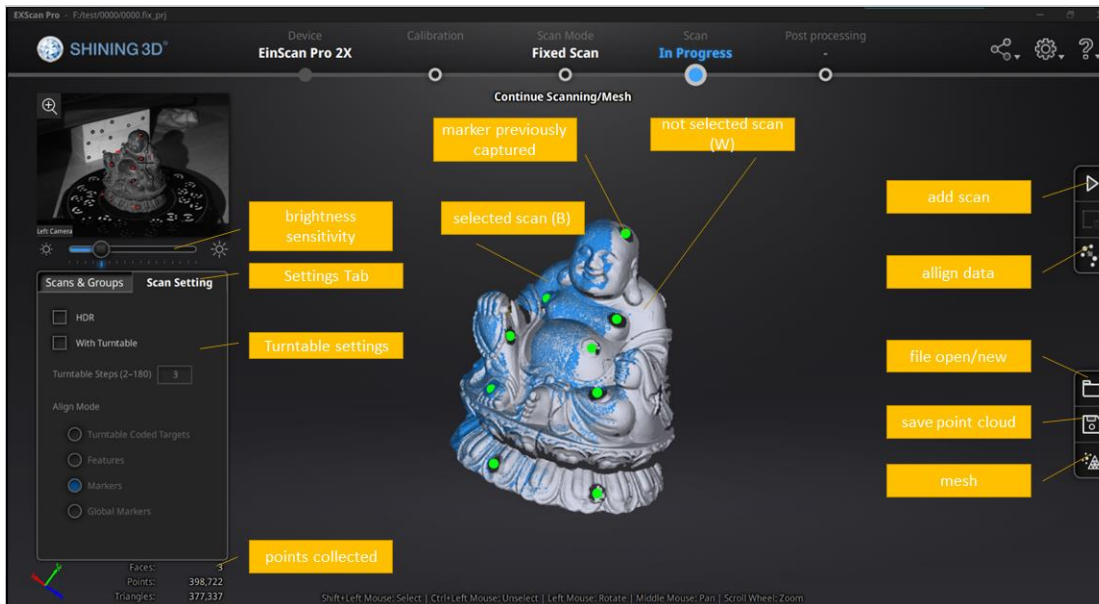 EXScan Pro - F:/test/0000/0000.fix_prj
SHINING 3D®
Device
EinScan Pro 2X
Calibration
Scan Mode
Fixed Scan
Scan
In Progress
Post processing
-
Continue Scanning/Mesh
marker previously
captured
not selected scan
(W)
add scan
Left Camera
brightness
sensitivity
selected scan (B)
Settings Tab
allign data
Scans & Groups
Scan Setting
HDR
With Turntable
Turntable settings
Turntable Steps (2~180)
3
file open/new
Align Mode
Turntable Coded Targets
save point cloud
Features
Markers
mesh
Global Markers
points collected
Faces: 3
Points: 398,722
Triangles: 377,337
Shift+Left Mouse: Select | Ctrl+Left Mouse: Unselect | Left Mouse: Rotate | Middle Mouse: Pan | Scroll Wheel: Zoom